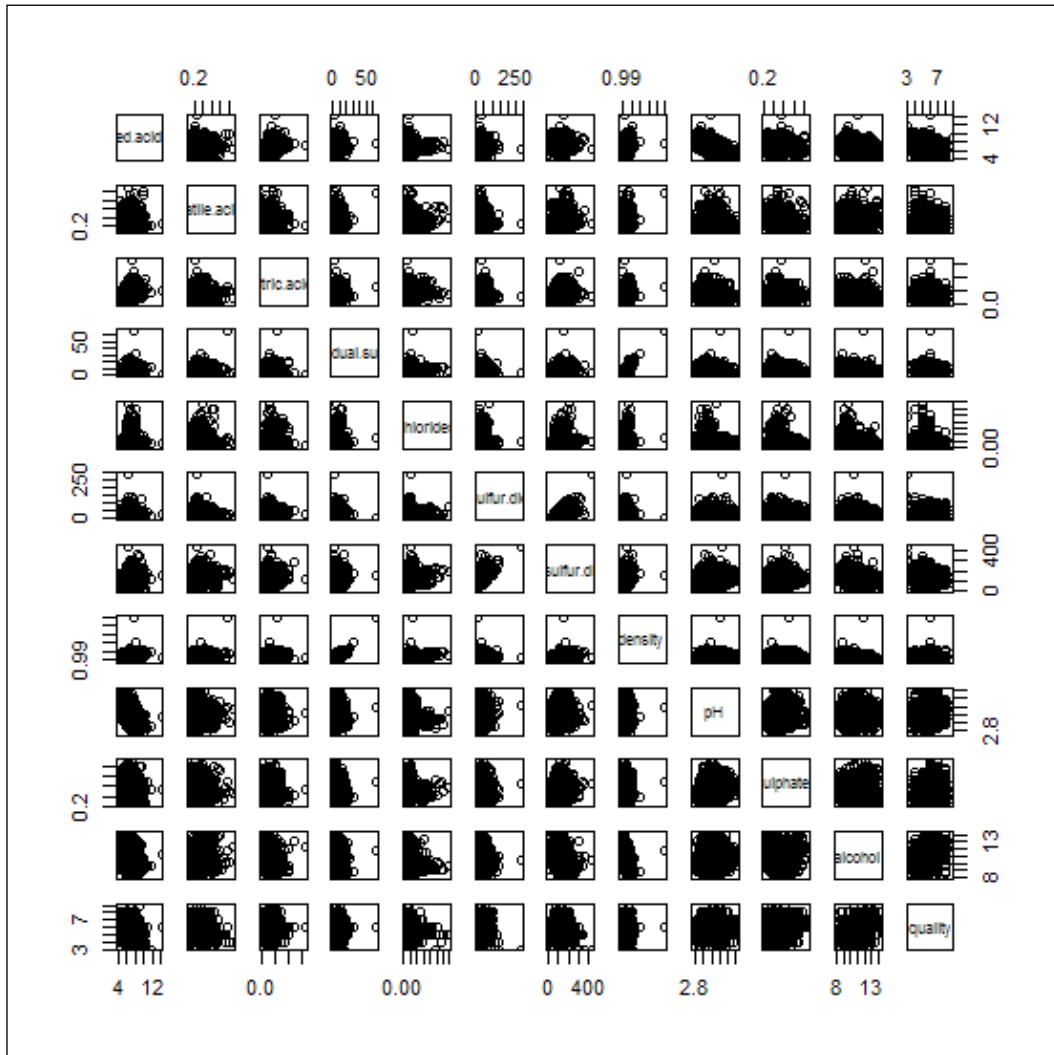 0.2 0 50 0 250 0.99 0.2 3 7
ed.acid 12
4
0.2 atile.aci
tric.acid 0.0
50
0 dual.su
hlorides 0.00
250
0 ulfur.di
sulfur.di 400
0
0.99 density
pH 2.8
0.2 ulphate
alcohol 13
8
7
3 quality
4 12 0.0 0.00 0 400 2.8 8 13